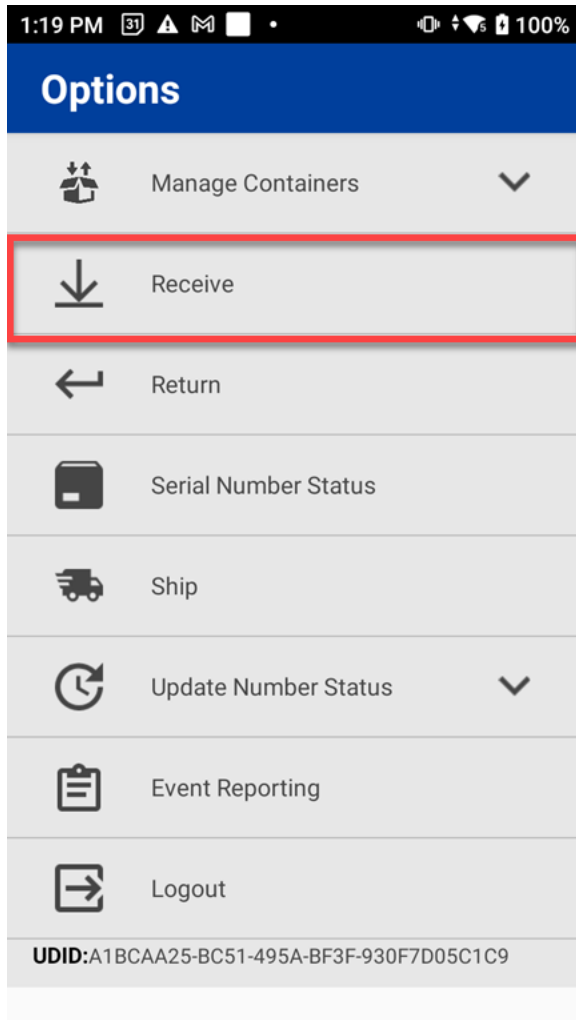 1:19 PM 31 100%
Options
Manage Containers
Receive
Return
Serial Number Status
Ship
Update Number Status
Event Reporting
Logout
UDID:A1BCAA25-BC51-495A-BF3F-930F7D05C1C9